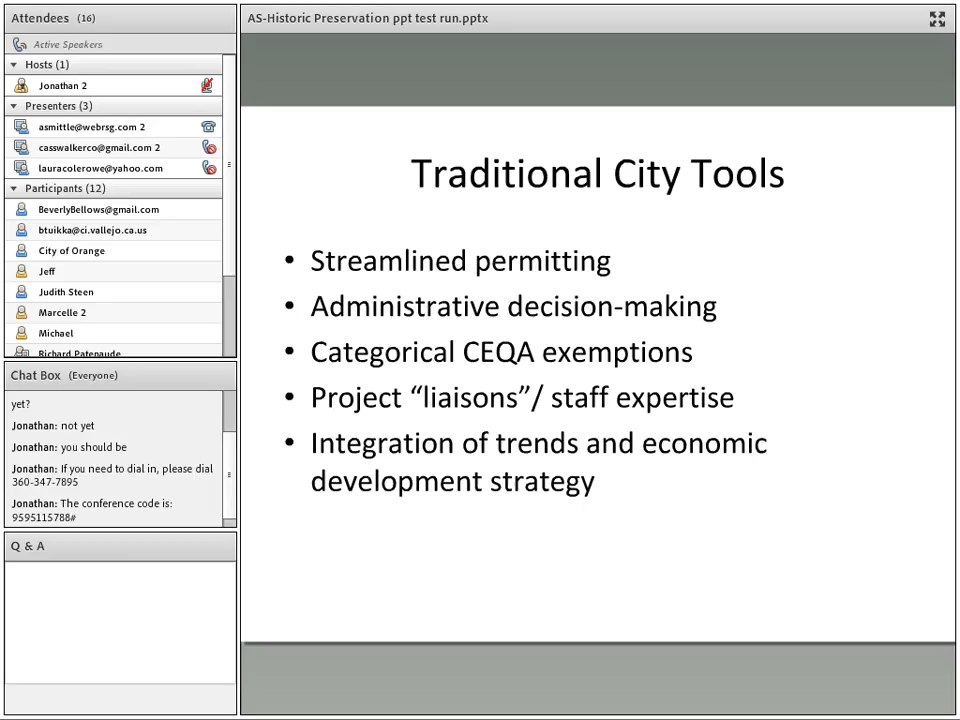 Attendees (16)
Active Speakers
Hosts (1)
Jonathan 2
Presenters (3)
asmittle@webrsg.com 2
casswalkerco@gmail.com 2
lauracolerowe@yahoo.com
Participants (12)
BeverlyBellows@gmail.com
btuikka@ci.vallejo.ca.us
City of Orange
Jeff
Judith Steen
Marcelle 2
Michael
Richard Patenaude
Chat Box (Everyone)
yet?
Jonathan: not yet
Jonathan: you should be
Jonathan: If you need to dial in, please dial
360-347-7895
Jonathan: The conference code is:
9595115788#
Q & A
AS-Historic Preservation ppt test run.pptx
Traditional City Tools
• Streamlined permitting
• Administrative decision-making
• Categorical CEQA exemptions
• Project “liaisons”/ staff expertise
• Integration of trends and economic
development strategy